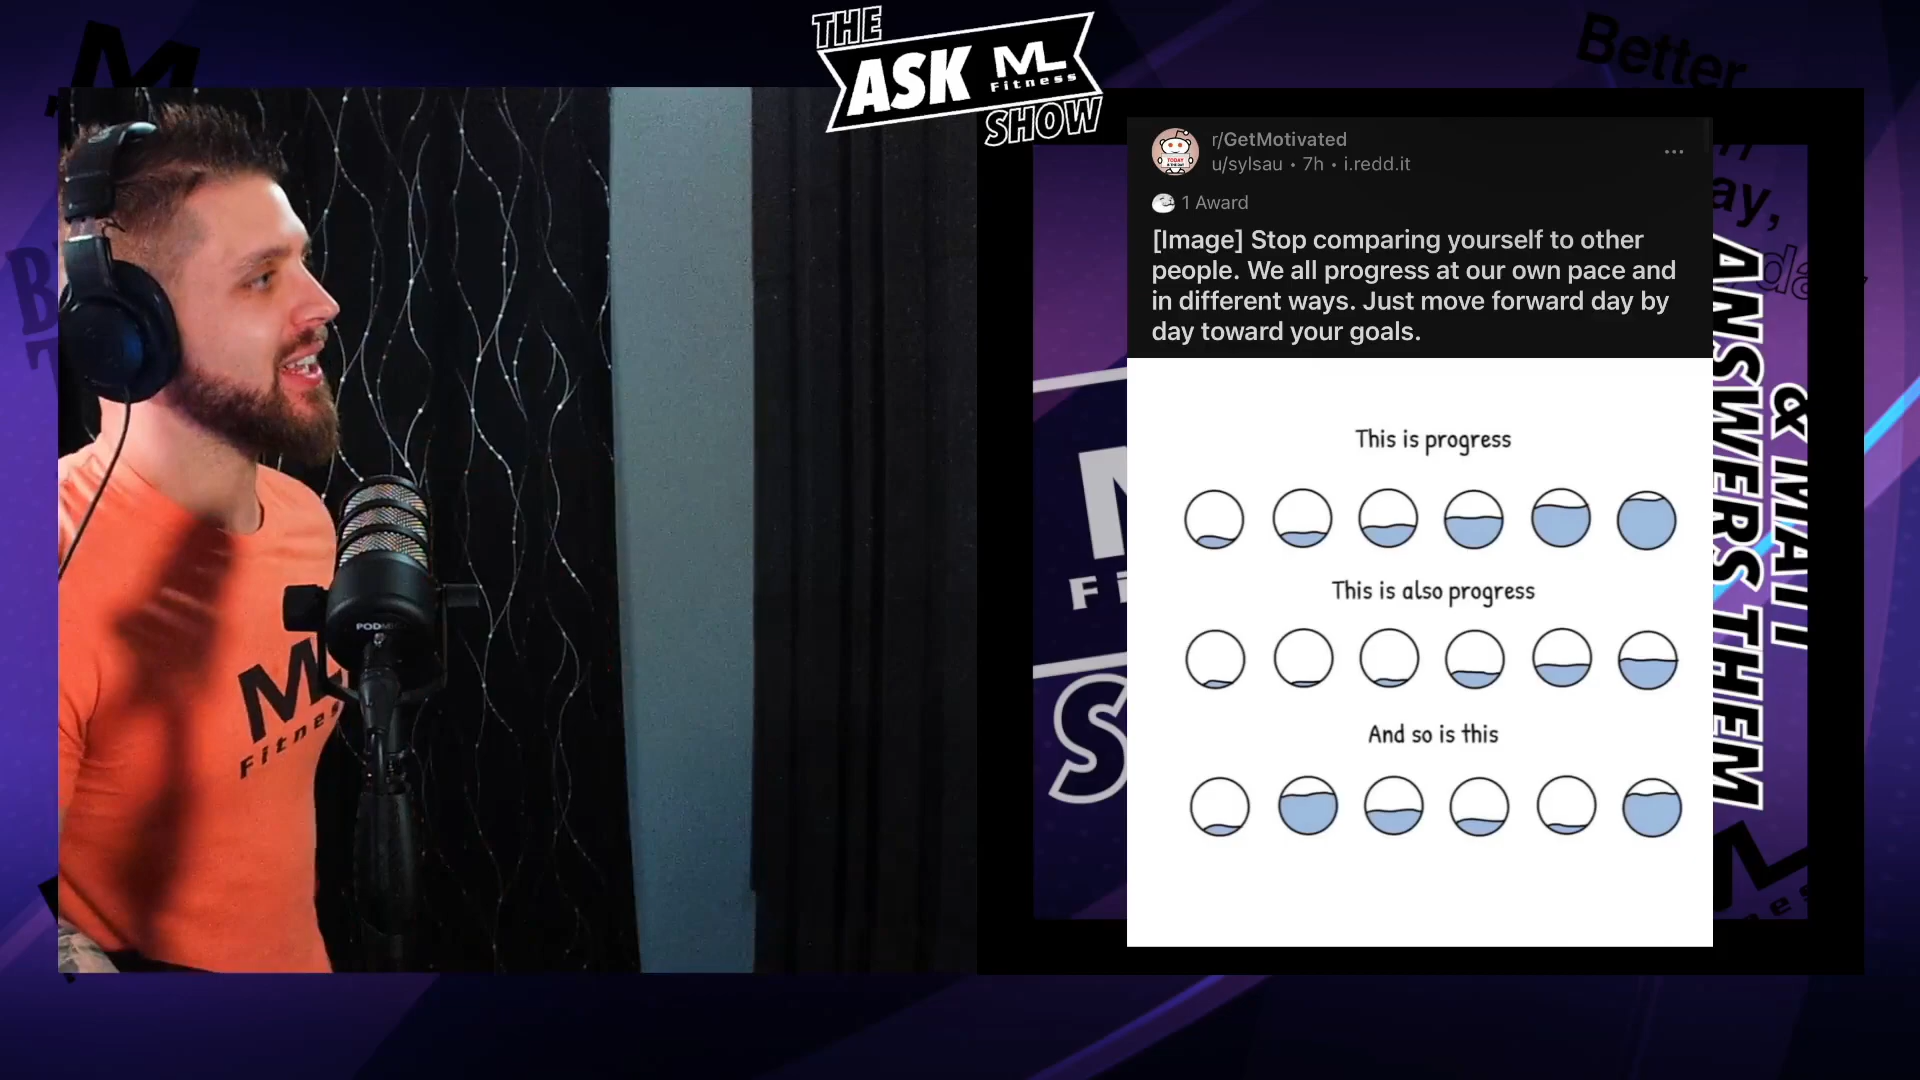 THE
ASK ML
Fitness
SHOW
Better
r/GetMotivated
u/sylsau • 7h • i.redd.it
TODAY
1 Award
[Image] Stop comparing yourself to other
people. We all progress at our own pace and
in different ways. Just move forward day by
day toward your goals.
This is progress
This is also progress
And so is this
& MATT
ANSWERS THEM
PODMIC
ML
Fitness